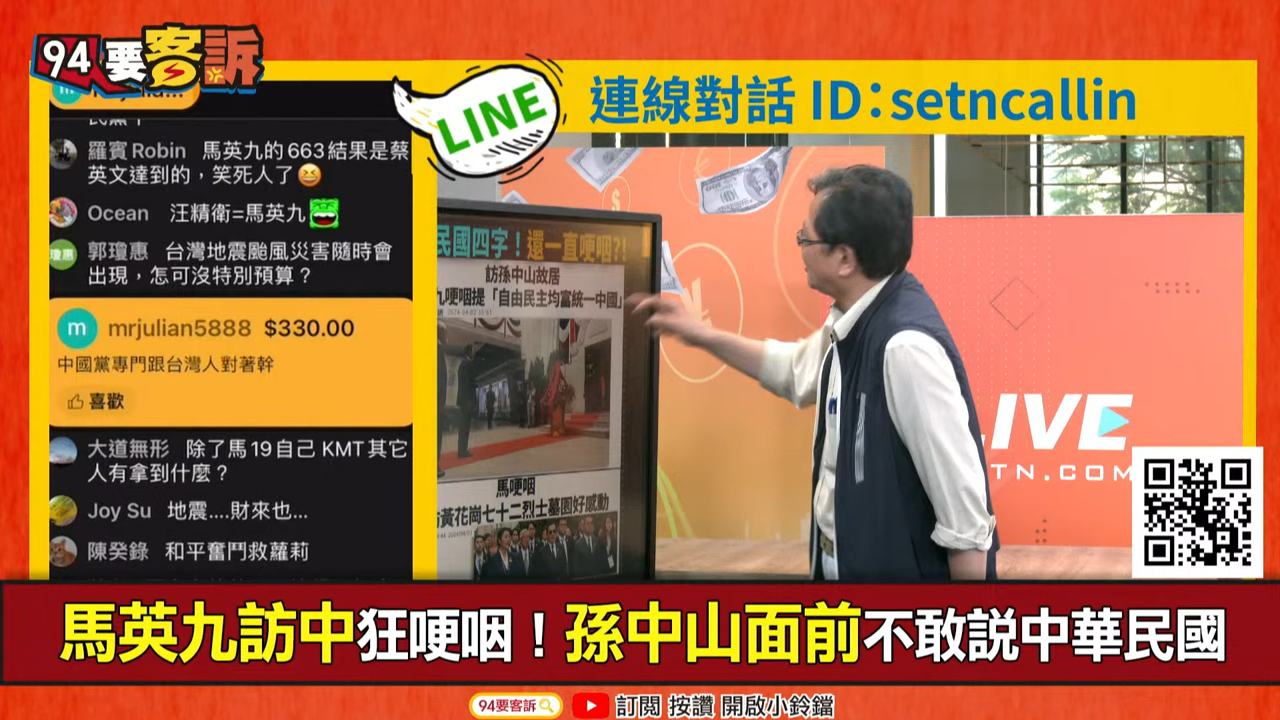 94要客訴
LINE
連線對話 ID：setncallin
羅賓Robin 馬英九的663結果是蔡
英文達到的，笑死人了😆
Ocean 汪精衛=馬英九
郭瓊惠 台灣地震颱風災害隨時會
出現，怎可沒特別預算？
m mrjulian5888 $330.00
中國黨專門跟台灣人對著幹
喜歡
大道無形 除了馬19自己 KMT其它
人有拿到什麼？
Joy Su 地震....財來也...
陳癸錄 和平奮鬥救蘿莉
民國四字！還一直哽咽?!
訪孫中山故居
九哽咽提「自由民主均富統一中國」
馬哽咽
黃花崗七十二烈士墓園好感動
LIVE
TN.COM
馬英九訪中狂哽咽！孫中山面前不敢説中華民國
94要客訴
訂閱 按讚 開啟小鈴鐺